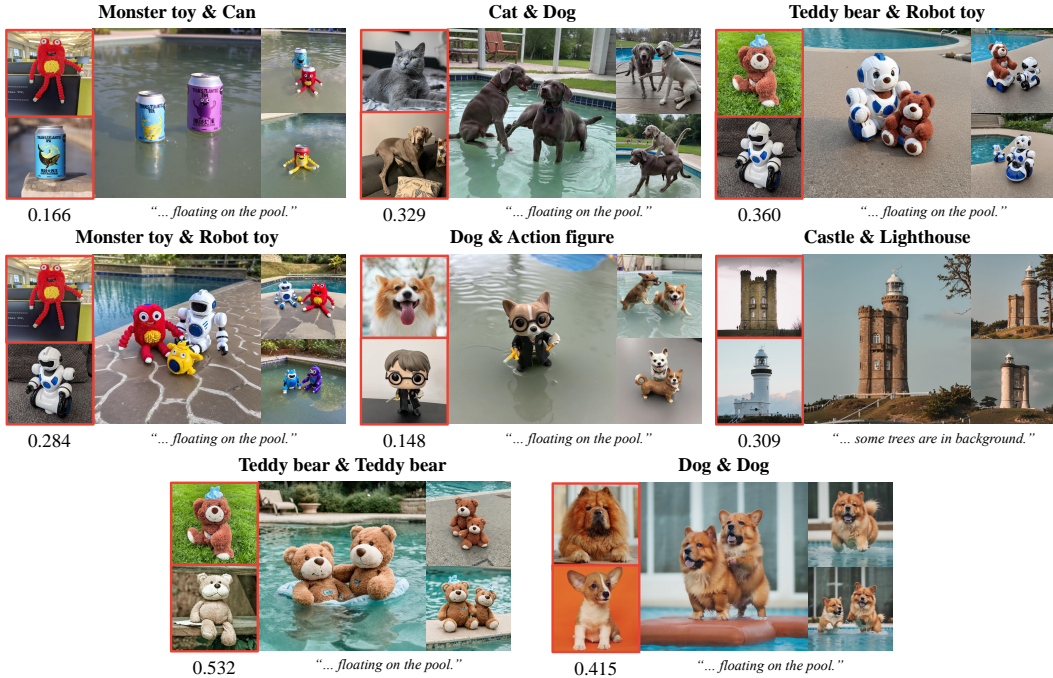 Monster toy & Can
Cat & Dog
Teddy bear & Robot toy
0.166
"... floating on the pool."
0.329
"... floating on the pool."
0.360
"... floating on the pool."
Monster toy & Robot toy
Dog & Action figure
Castle & Lighthouse
0.284
"... floating on the pool."
0.148
"... floating on the pool."
0.309
"... some trees are in background."
Teddy bear & Teddy bear
Dog & Dog
0.532
"... floating on the pool."
0.415
"... floating on the pool."